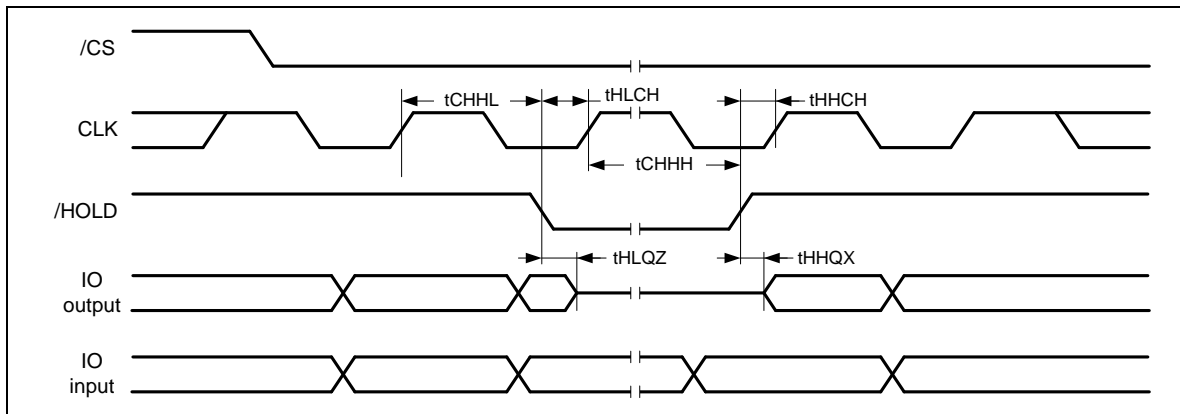 /CS
tCHHL
tHLCH
tHHCH
CLK
tCHHH
/HOLD
tHLQZ
tHHQX
IO
output
IO
input